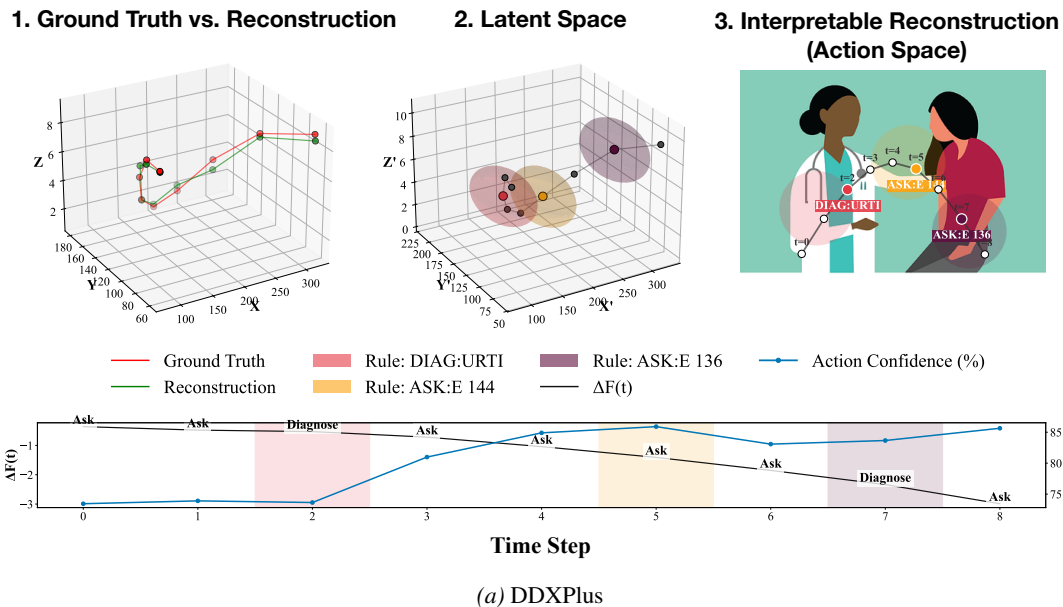 1. Ground Truth vs. Reconstruction
2. Latent Space
3. Interpretable Reconstruction
(Action Space)
8
6
4
2
Z
180
160
140
120
100
80
60
Y
100
150
200
250
300
X
10
8
6
4
2
0
Z'
225
200
175
150
125
100
75
50
Y'
100
150
200
250
300
X'
t=0
t=2
t=3
t=4
t=5
t=7
DIAG:URTI
ASK:E
ASK:E 136
Ground Truth
Reconstruction
Rule: DIAG:URTI
Rule: ASK:E 144
Rule: ASK:E 136
ΔF(t)
Action Confidence (%)
ΔF(t)
−1
−2
−3
Ask
Ask
Diagnose
Ask
Ask
Ask
Ask
Diagnose
Ask
85
80
75
0 1 2 3 4 5 6 7 8
Time Step
(a) DDXPlus